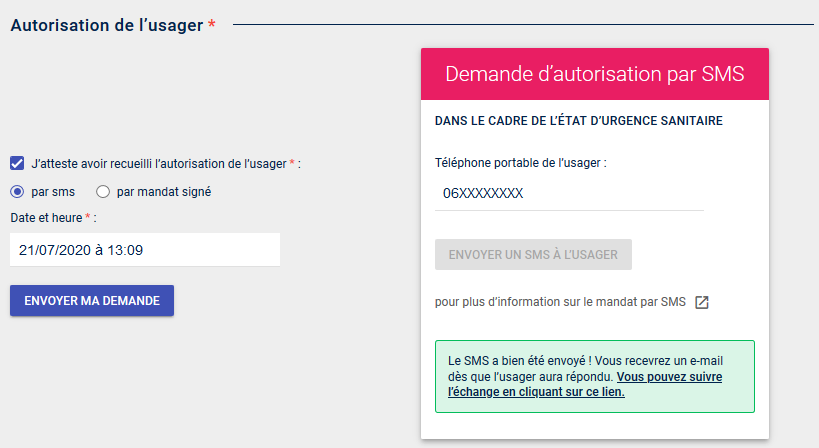 Autorisation de l'usager *
J'atteste avoir recueilli l'autorisation de l'usager * :
par sms
par mandat signé
Date et heure * :
21/07/2020 à 13:09
ENVOYER MA DEMANDE
Demande d'autorisation par SMS
DANS LE CADRE DE L'ÉTAT D'URGENCE SANITAIRE
Téléphone portable de l'usager :
06XXXXXXXX
ENVOYER UN SMS À L'USAGER
pour plus d'information sur le mandat par SMS
Le SMS a bien été envoyé ! Vous recevrez un e-mail
dès que l'usager aura répondu. Vous pouvez suivre
l'échange en cliquant sur ce lien.